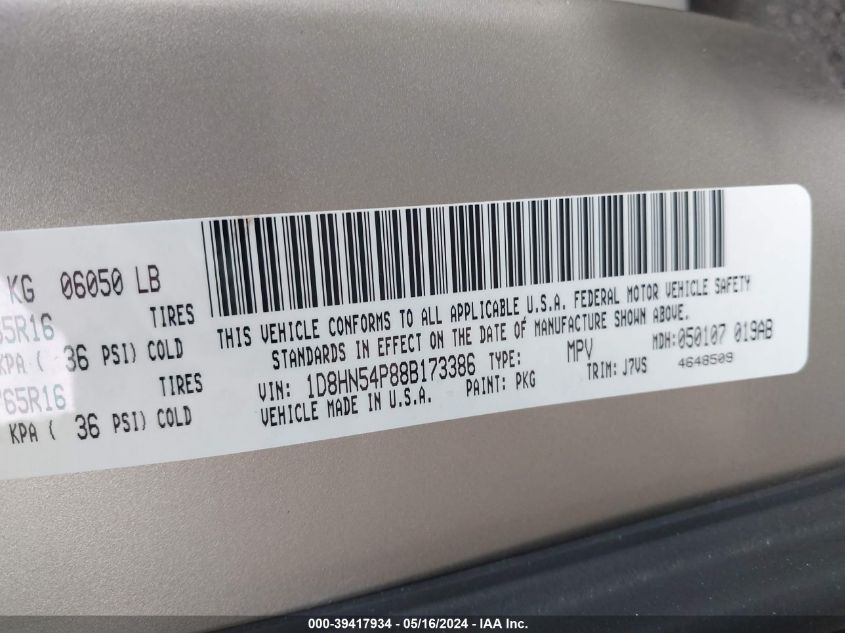 KG 06050 LB
65R16 TIRES
KPA ( 36 PSI) COLD
65R16 TIRES
KPA ( 36 PSI) COLD
THIS VEHICLE CONFORMS TO ALL APPLICABLE U.S.A. FEDERAL MOTOR VEHICLE SAFETY
STANDARDS IN EFFECT ON THE DATE OF MANUFACTURE SHOWN ABOVE.
VIN: 1D8HN54P88B173386 TYPE: MPV MDH:050107 019AB
VEHICLE MADE IN U.S.A. PAINT: PKG TRIM: J7VS 4648509
000-39417934 - 05/16/2024 - IAA Inc.